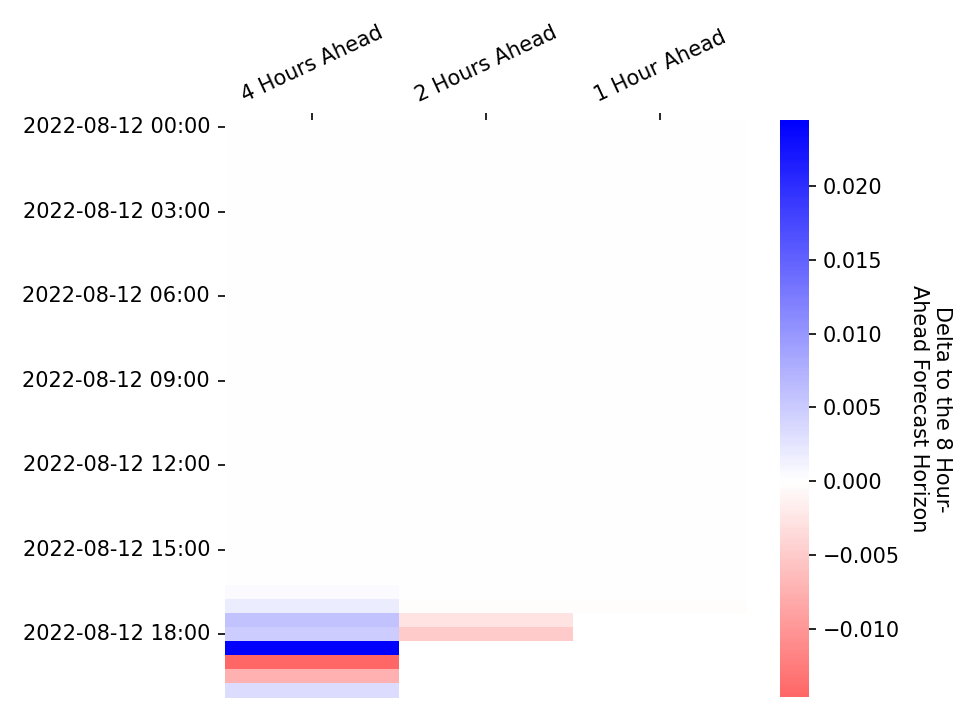 4 Hours Ahead
2 Hours Ahead
1 Hour Ahead
2022-08-12 00:00
2022-08-12 03:00
2022-08-12 06:00
2022-08-12 09:00
2022-08-12 12:00
2022-08-12 15:00
2022-08-12 18:00
0.020
0.015
0.010
0.005
0.000
−0.005
−0.010
Delta to the 8 Hour-
Ahead Forecast Horizon